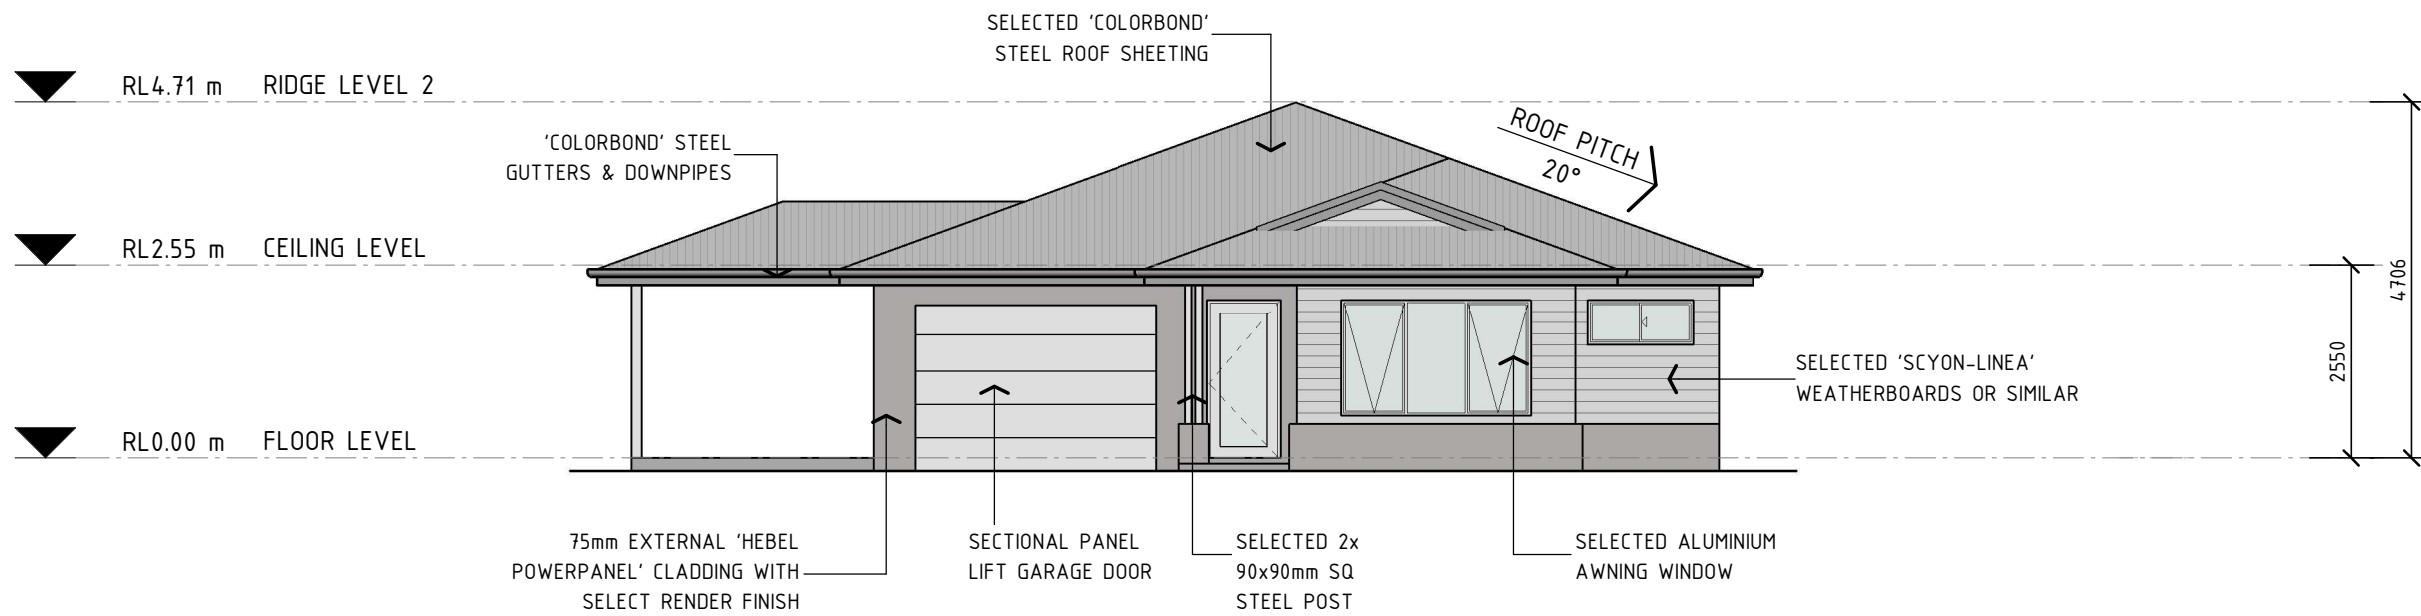 SELECTED 'COLORBOND'
STEEL ROOF SHEETING
RL4.71 m RIDGE LEVEL 2
ROOF PITCH
20°
'COLORBOND' STEEL
GUTTERS & DOWNPIPES
RL2.55 m CEILING LEVEL
4706
2550
SELECTED 'SCYON-LINEA'
WEATHERBOARDS OR SIMILAR
RL0.00 m FLOOR LEVEL
75mm EXTERNAL 'HEBEL
POWERPANEL' CLADDING WITH
SELECT RENDER FINISH
SECTIONAL PANEL
LIFT GARAGE DOOR
SELECTED 2x
90x90mm SQ
STEEL POST
SELECTED ALUMINIUM
AWNING WINDOW